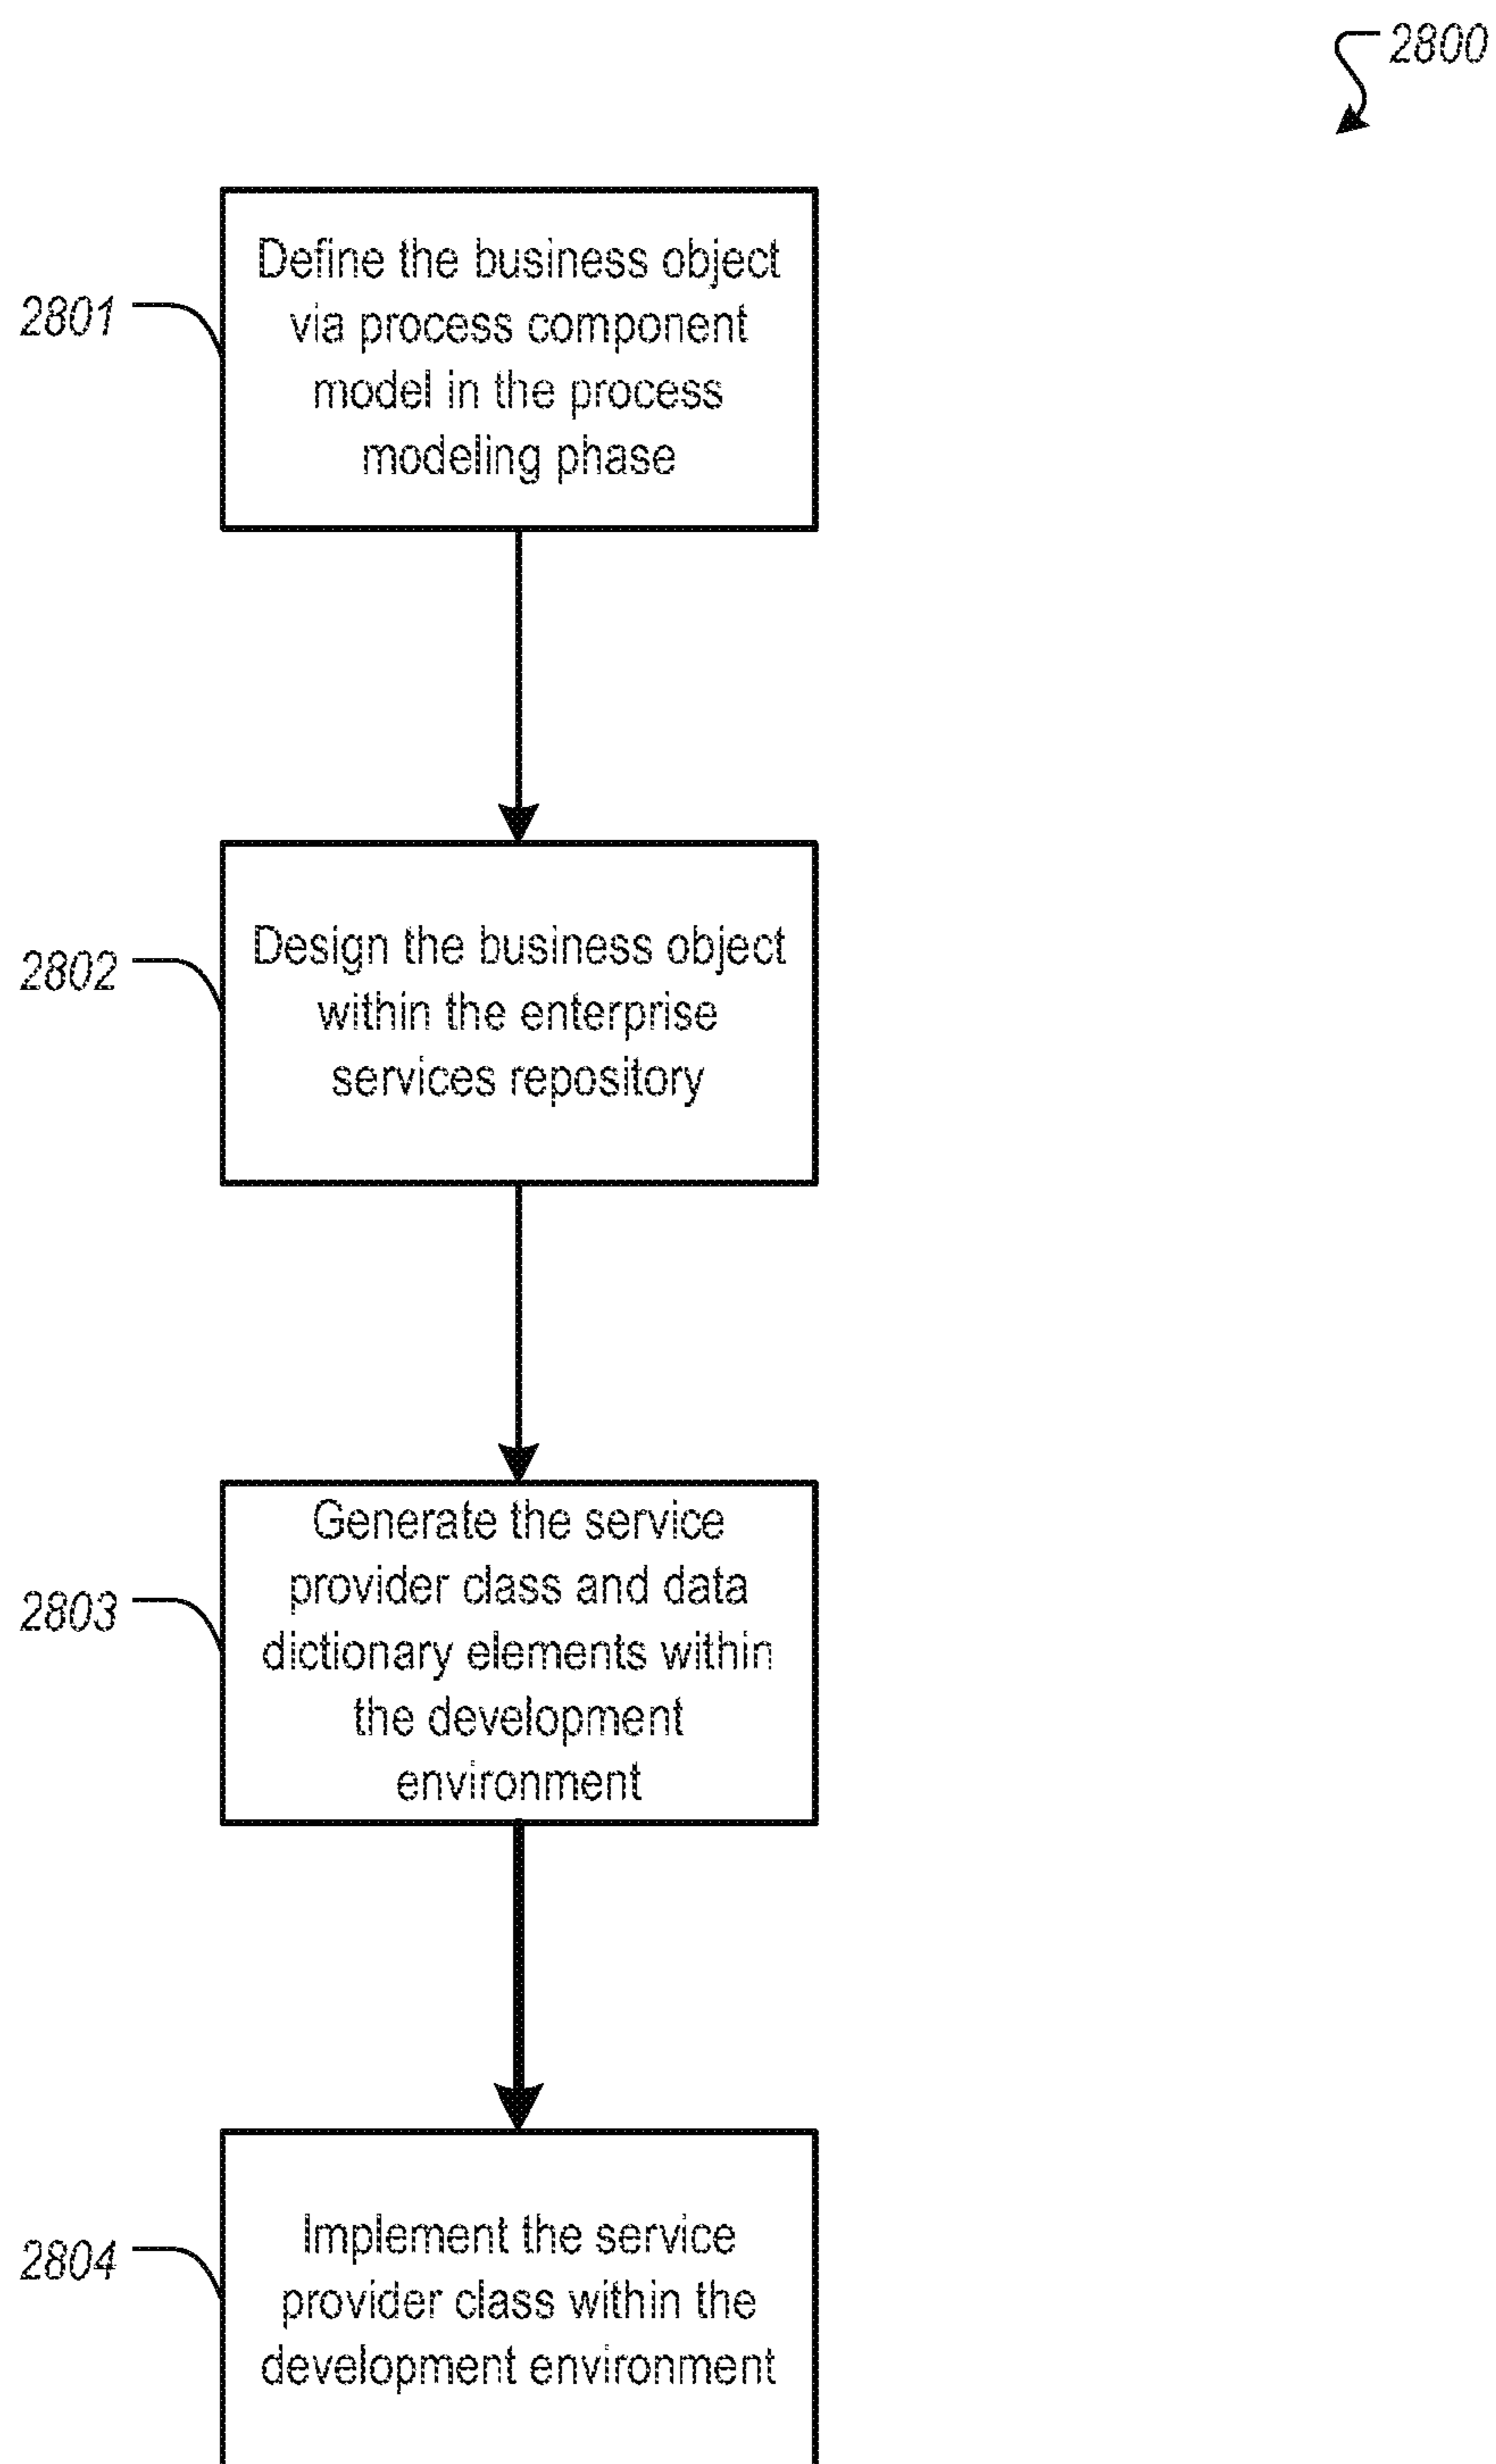 2800
Define the business object
via process component
model in the process
modeling phase
2801
Design the business object
within the enterprise
services repository
2802
Generate the service
provider class and data
dictionary elements within
the development
environment
2803
Implement the service
provider class within the
development environment
2804